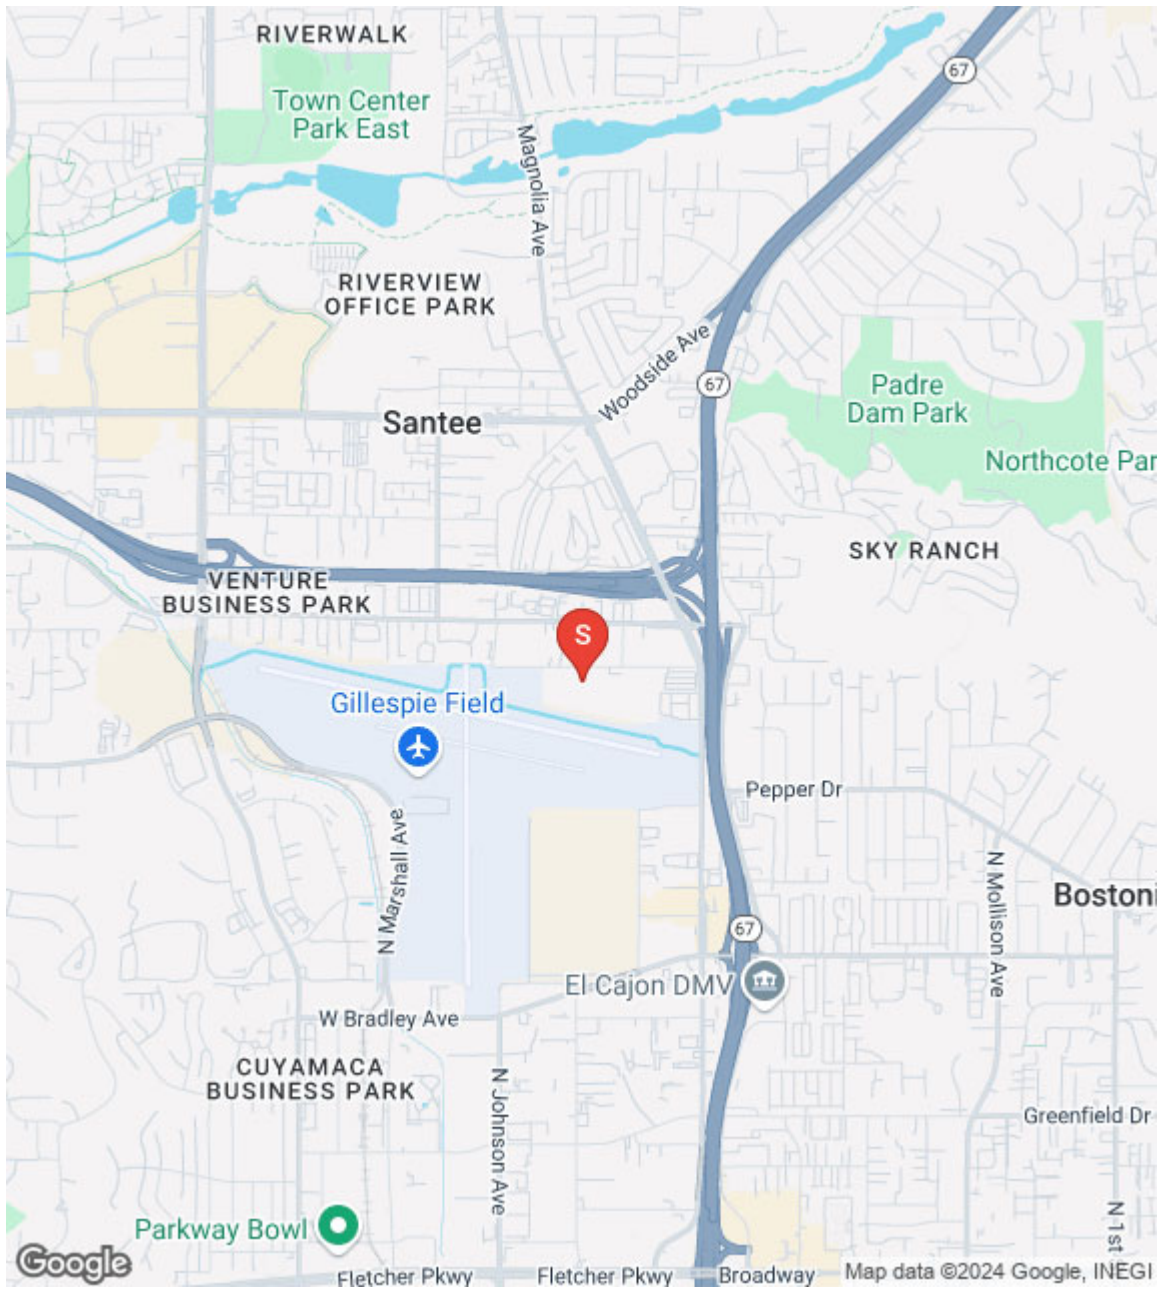 RIVERWALK
67
Town Center
Park East
Magnolia Ave
RIVERVIEW
OFFICE PARK
Woodside Ave
67
Padre
Dam Park
Santee
Northcote Par
SKY RANCH
VENTURE
BUSINESS PARK
S
Gillespie Field
Pepper Dr
N Marshall Ave
N Mollison Ave
Bostoni
67
El Cajon DMV
W Bradley Ave
CUYAMACA
BUSINESS PARK
N Johnson Ave
Greenfield Dr
N 1st
Parkway Bowl
Google
Fletcher Pkwy
Fletcher Pkwy
Broadway
Map data ©2024 Google, INEGI